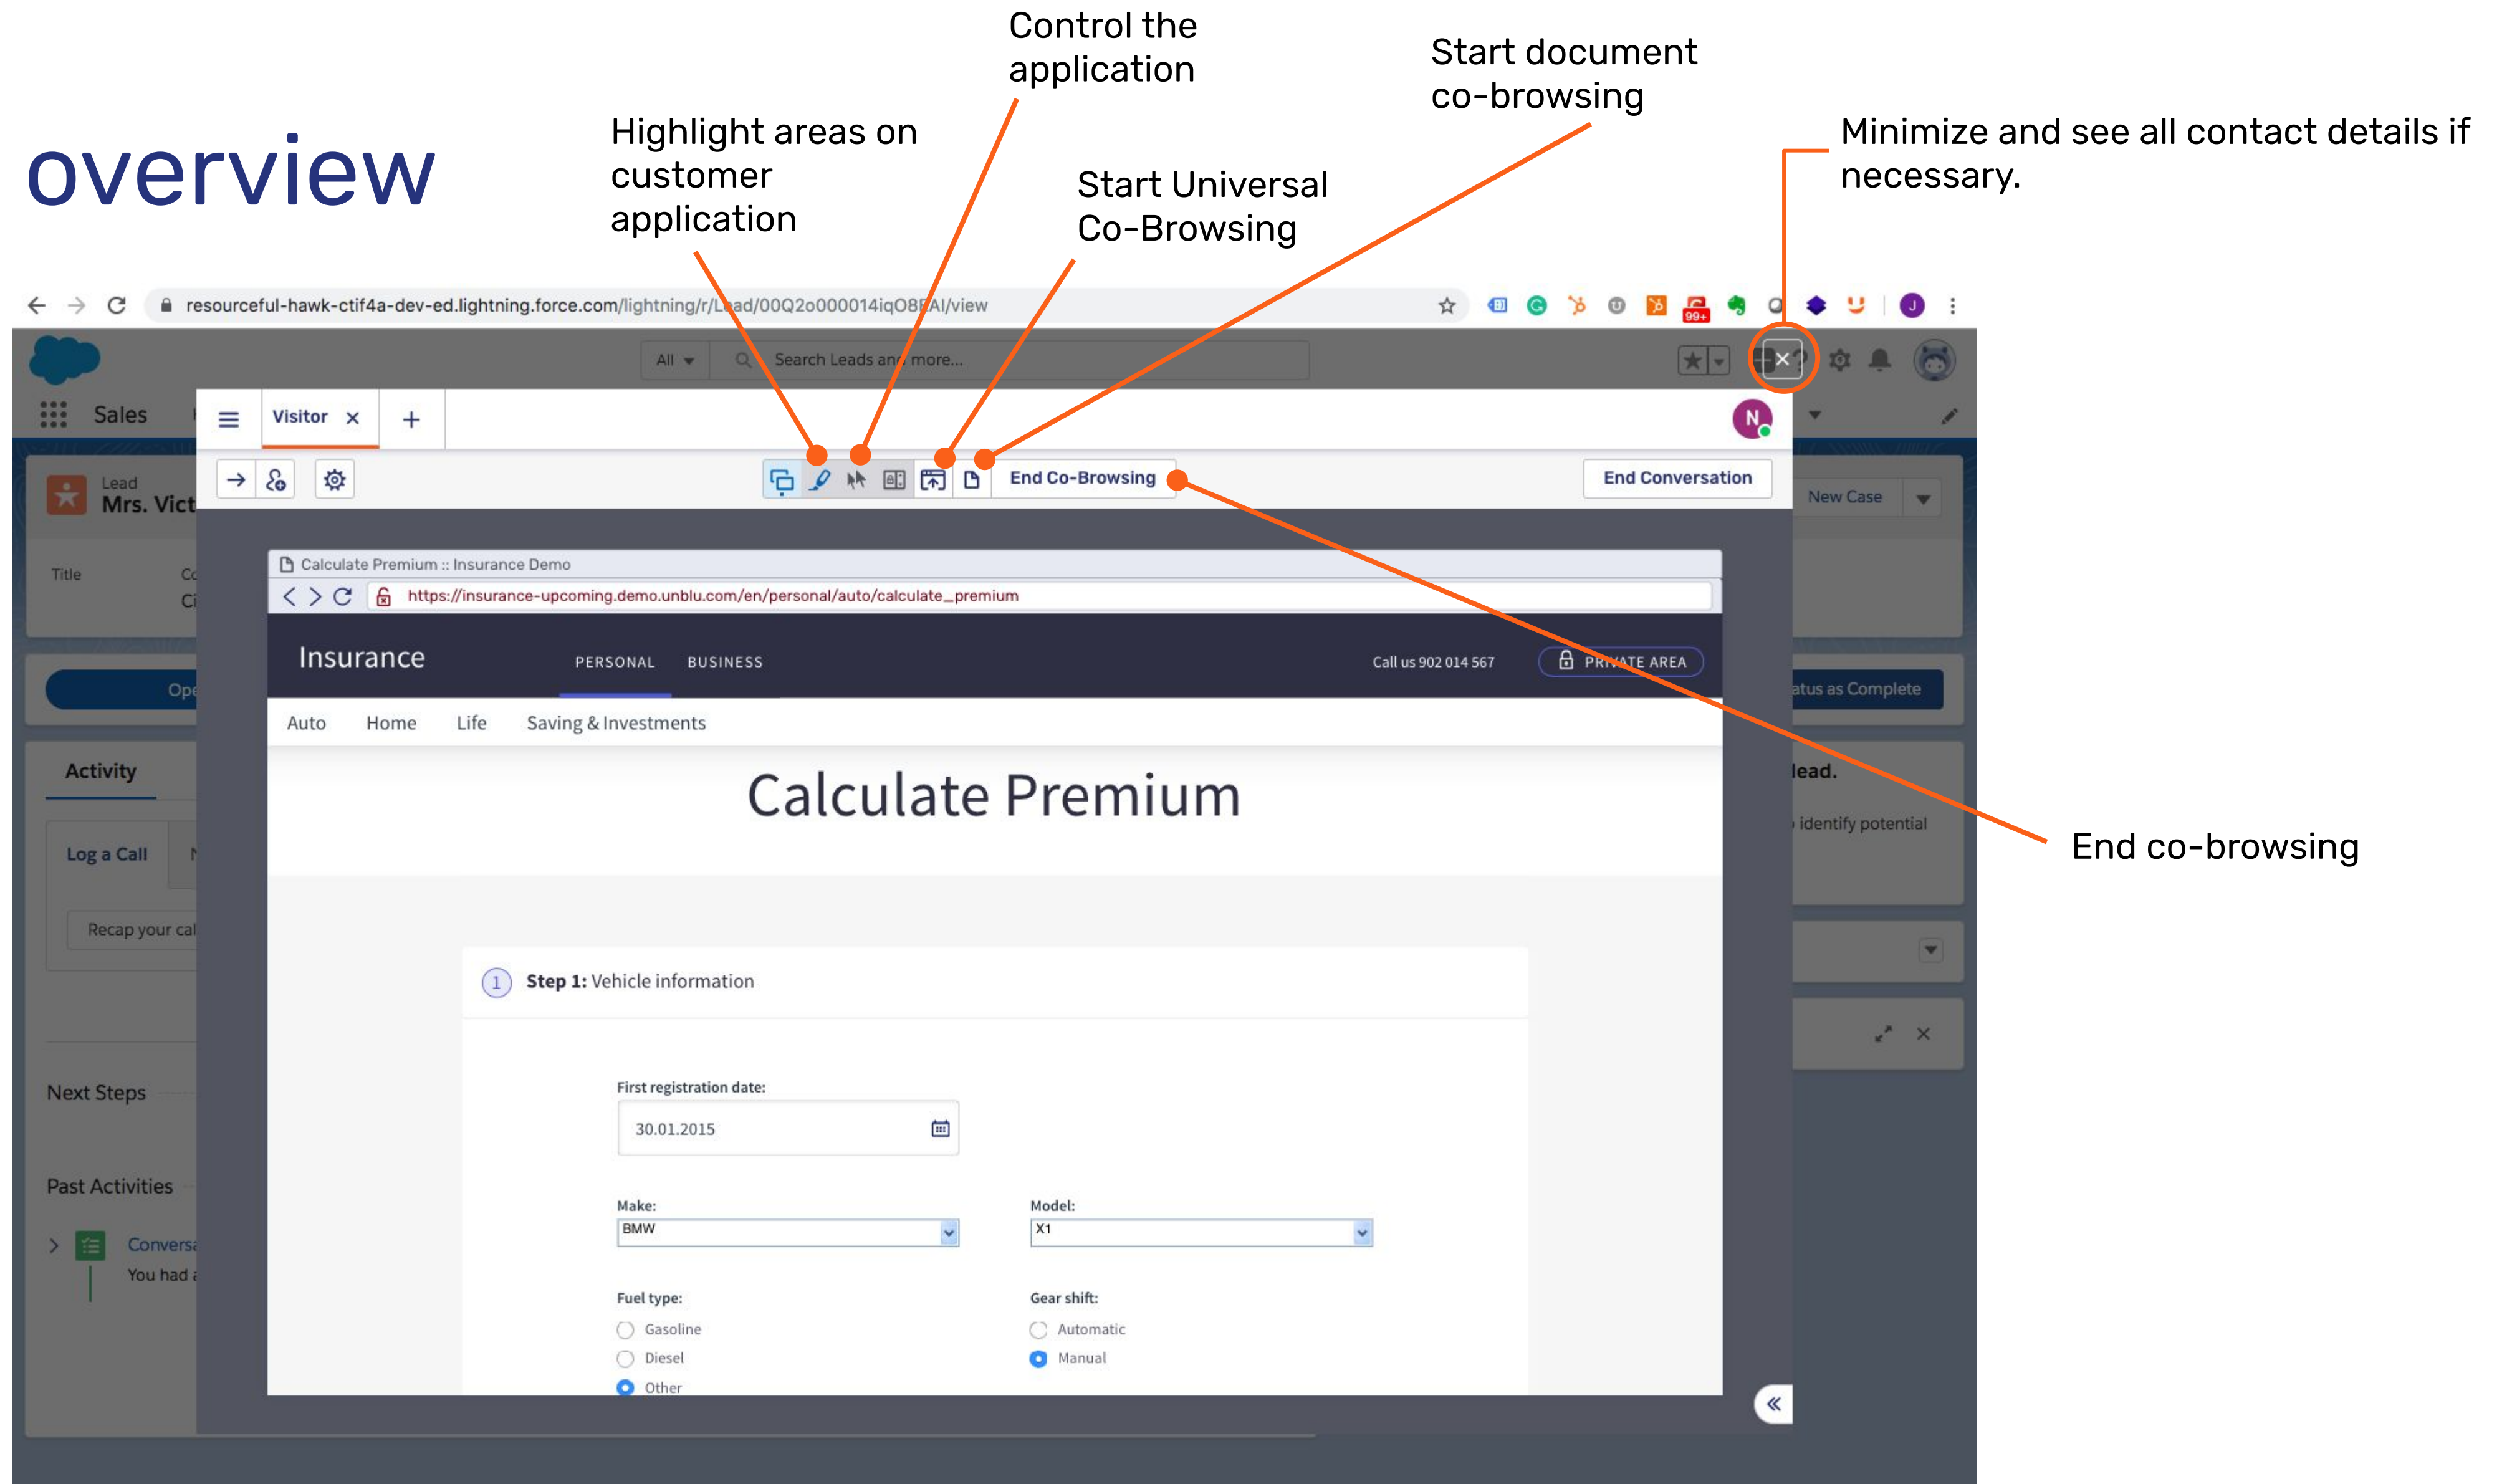 Control the
application
Start document
co-browsing
overview
Highlight areas on
customer
application
Start Universal
Co-Browsing
Minimize and see all contact details if
necessary.
resourceful-hawk-ctif4a-dev-ed.lightning.force.com/lightning/r/Lead/00Q2o000014iqO8EAI/view
99+
J
All
Search Leads and more...
Sales
Visitor
N
End Co-Browsing
End Conversation
Lead
Mrs. Vict
New Case
Title
Calculate Premium :: Insurance Demo
https://insurance-upcoming.demo.unblu.com/en/personal/auto/calculate_premium
Insurance
PERSONAL
BUSINESS
Call us 902 014 567
PRIVATE AREA
Ope
atus as Complete
Auto
Home
Life
Saving & Investments
Activity
Calculate Premium
lead.
identify potential
End co-browsing
Log a Call
Recap your cal
1
Step 1: Vehicle information
First registration date:
30.01.2015
Next Steps
Past Activities
Make:
Model:
BMW
X1
Conversa
You had a
Fuel type:
Gear shift:
Gasoline
Automatic
Diesel
Manual
Other